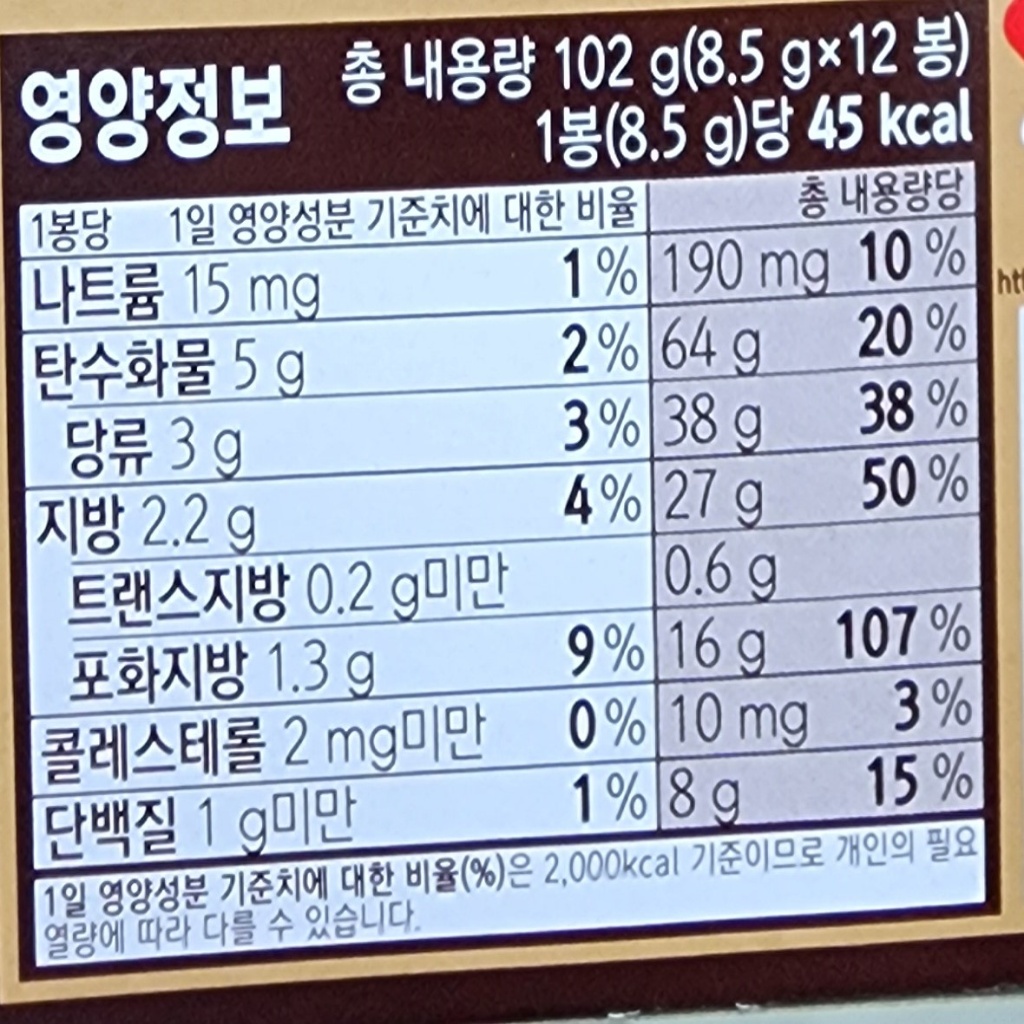 영양정보
총 내용량 102 g(8.5 g×12 봉)
1봉(8.5 g)당 45 kcal
1봉당 1일 영양성분 기준치에 대한 비율 총 내용량당
나트륨 15 mg 1 % 190 mg 10 %
탄수화물 5 g 2 % 64 g 20 %
당류 3 g 3 % 38 g 38 %
지방 2.2 g 4 % 27 g 50 %
트랜스지방 0.2 g미만 0.6 g
포화지방 1.3 g 9 % 16 g 107 %
콜레스테롤 2 mg미만 0 % 10 mg 3 %
단백질 1 g미만 1 % 8 g 15 %
1일 영양성분 기준치에 대한 비율(%)은 2,000kcal 기준이므로 개인의 필요
열량에 따라 다를 수 있습니다.